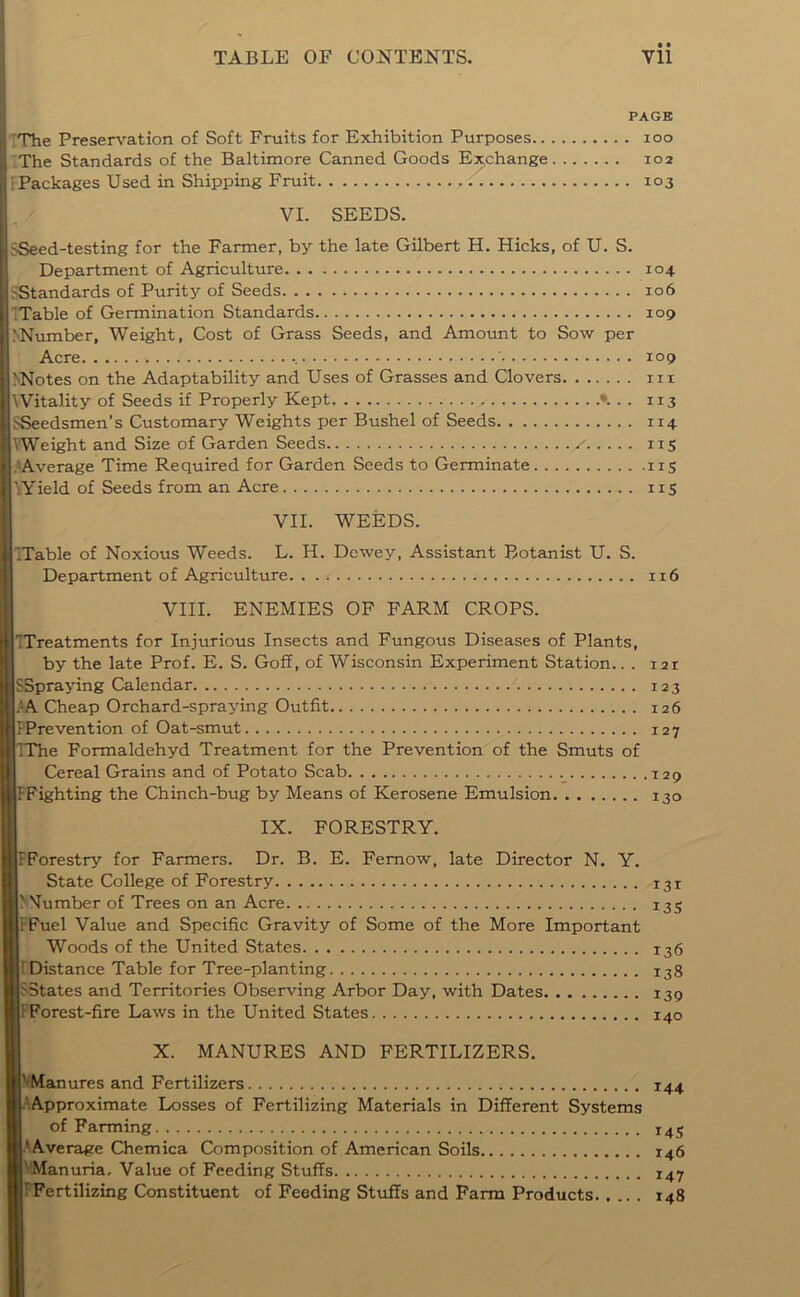 TABLE OF CONTENTS. vii
PAGE
The Preservation of Soft Fruits for Exhibition Purposes........... 100
The Standards of the Baltimore Canned Goods Exchange....... 102
Packages Used in Shipping Fruit............................... 103
VI. SEEDS.
Seed-testing for the Farmer, by the late Gilbert H. Hicks, of U. S.
Department of Agriculture................................... 104
Standards of Purity of Seeds................................... 106
Table of Germination Standards................................ 109
Number, Weight, Cost of Grass Seeds, and Amount to Sow per
Acre....................................................... 109
Notes on the Adaptability and Uses of Grasses and Clovers....... 111
Vitality of Seeds if Properly Kept............................. 113
Seedsmen's Customary Weights per Bushel of Seeds............. 114
Weight and Size of Garden Seeds.............................. 115
Average Time Required for Garden Seeds to Germinate........... 115
Yield of Seeds from an Acre................................... 115
VII. WEEDS.
Table of Noxious Weeds. L. H. Dewey, Assistant Botanist U. S.
Department of Agriculture................................... 116
VIII. ENEMIES OF FARM CROPS.
Treatments for Injurious Insects and Fungous Diseases of Plants,
by the late Prof. E. S. Goff, of Wisconsin Experiment Station... 121
Spraying Calendar............................................ 123
A Cheap Orchard-spraying Outfit............................... 126
Prevention of Oat-smut....................................... 127
The Formaldehyd Treatment for the Prevention of the Smuts of
Cereal Grains and of Potato Scab.............................. 129
Fighting the Chinch-bug by Means of Kerosene Emulsion......... 130
IX. FORESTRY.
Forestry for Farmers. Dr. B. E. Fernow, late Director N. Y.
State College of Forestry..................................... 131
Number of Trees on an Acre................................... 135
Fuel Value and Specific Gravity of Some of the More Important
Woods of the United States.................................. 136
Distance Table for Tree-planting............................... 138
States and Territories Observing Arbor Day, with Dates.......... 139
Forest-fire Laws in the United States........................... 140
X. MANURES AND FERTILIZERS.
Manures and Fertilizers....................................... 144
Approximate Losses of Fertilizing Materials in Different Systems
of Farming................................................ 145
Average Chemica Composition of American Soils................ 146
Manuria. Value of Feeding Stuffs............................... 147
Fertilizing Constituent of Feeding Stuffs and Farm Products...... 148